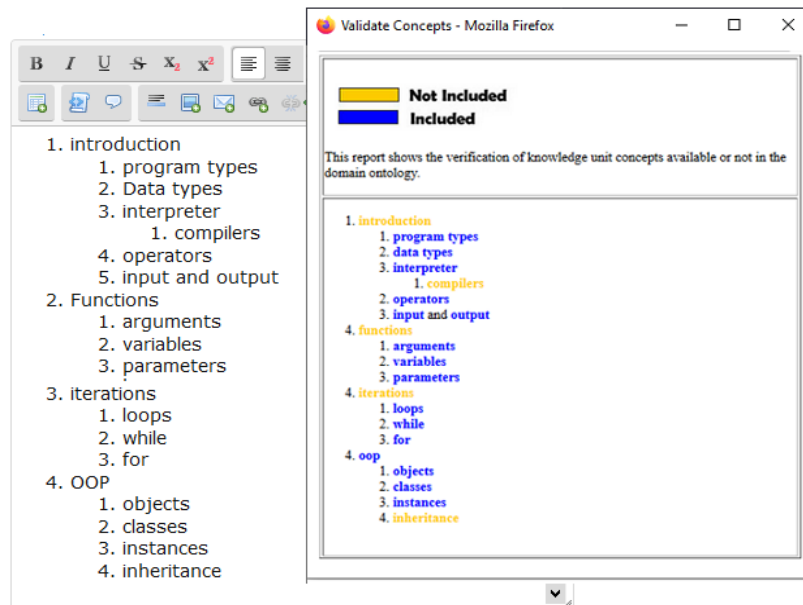 Validate Concepts - Mozilla Firefox
B I U S X₂ X²
1. introduction
1. program types
2. Data types
3. interpreter
1. compilers
4. operators
5. input and output
2. Functions
1. arguments
2. variables
3. parameters
3. iterations
1. loops
2. while
3. for
4. OOP
1. objects
2. classes
3. instances
4. inheritance
Not Included
Included
This report shows the verification of knowledge unit concepts available or not in the
domain ontology.
1. introduction
1. program types
2. data types
3. interpreter
1. compilers
2. operators
3. input and output
4. functions
1. arguments
2. variables
3. parameters
4. iterations
1. loops
2. while
3. for
4. oop
1. objects
2. classes
3. instances
4. inheritance